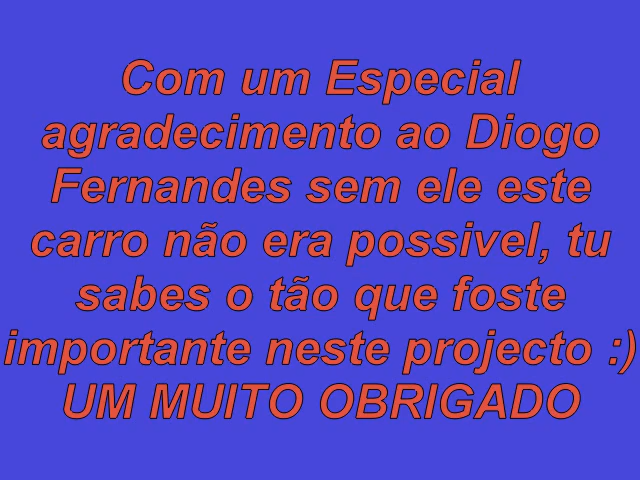 Com um Especial
agradecimento ao Diogo
Fernandes sem ele este
carro não era possivel, tu
sabes o tão que foste
importante neste projecto :)
UM MUITO OBRIGADO